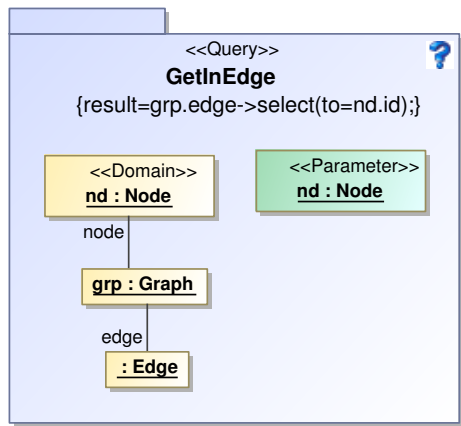 <<Query>>
GetInEdge
{result=grp.edge->select(to=nd.id);}
<<Domain>>
nd : Node
<<Parameter>>
nd : Node
node
grp : Graph
edge
: Edge